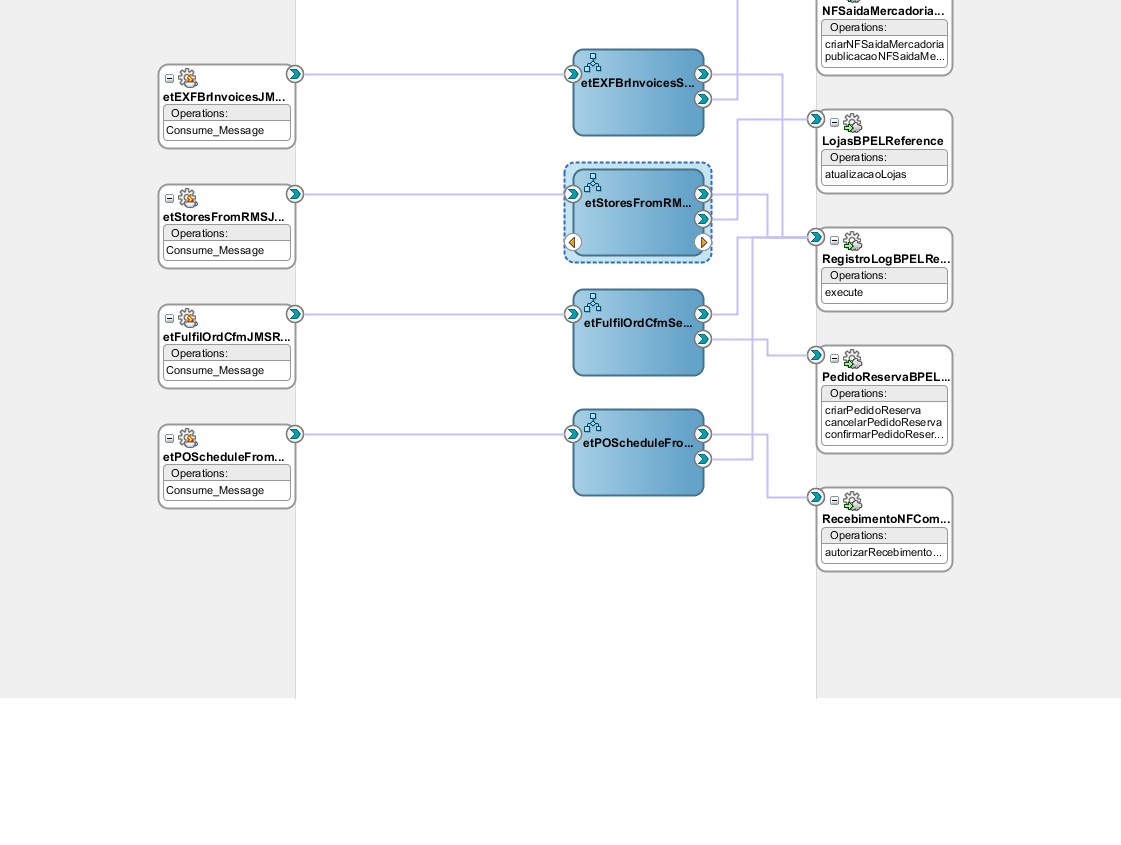 NFSaidaMercadoria...
Operations:
criarNFSaidaMercadoria
publicacaoNFSaidaMe...
etEXFBrInvoicesJM...
Operations:
Consume_Message
etEXFBrInvoicesS...
LojasBPELReference
Operations:
atualizacaoLojas
etStoresFromRMSJ...
Operations:
Consume_Message
etStoresFromRM...
RegistroLogBPELRe...
Operations:
execute
etFulfilOrdCfmJMSR...
Operations:
Consume_Message
etFulfilOrdCfmSe...
PedidoReservaBPEL...
Operations:
criarPedidoReserva
cancelarPedidoReserva
confirmarPedidoReser...
etPOScheduleFrom...
Operations:
Consume_Message
etPOScheduleFro...
RecebimentoNFCom...
Operations:
autorizarRecebimento...